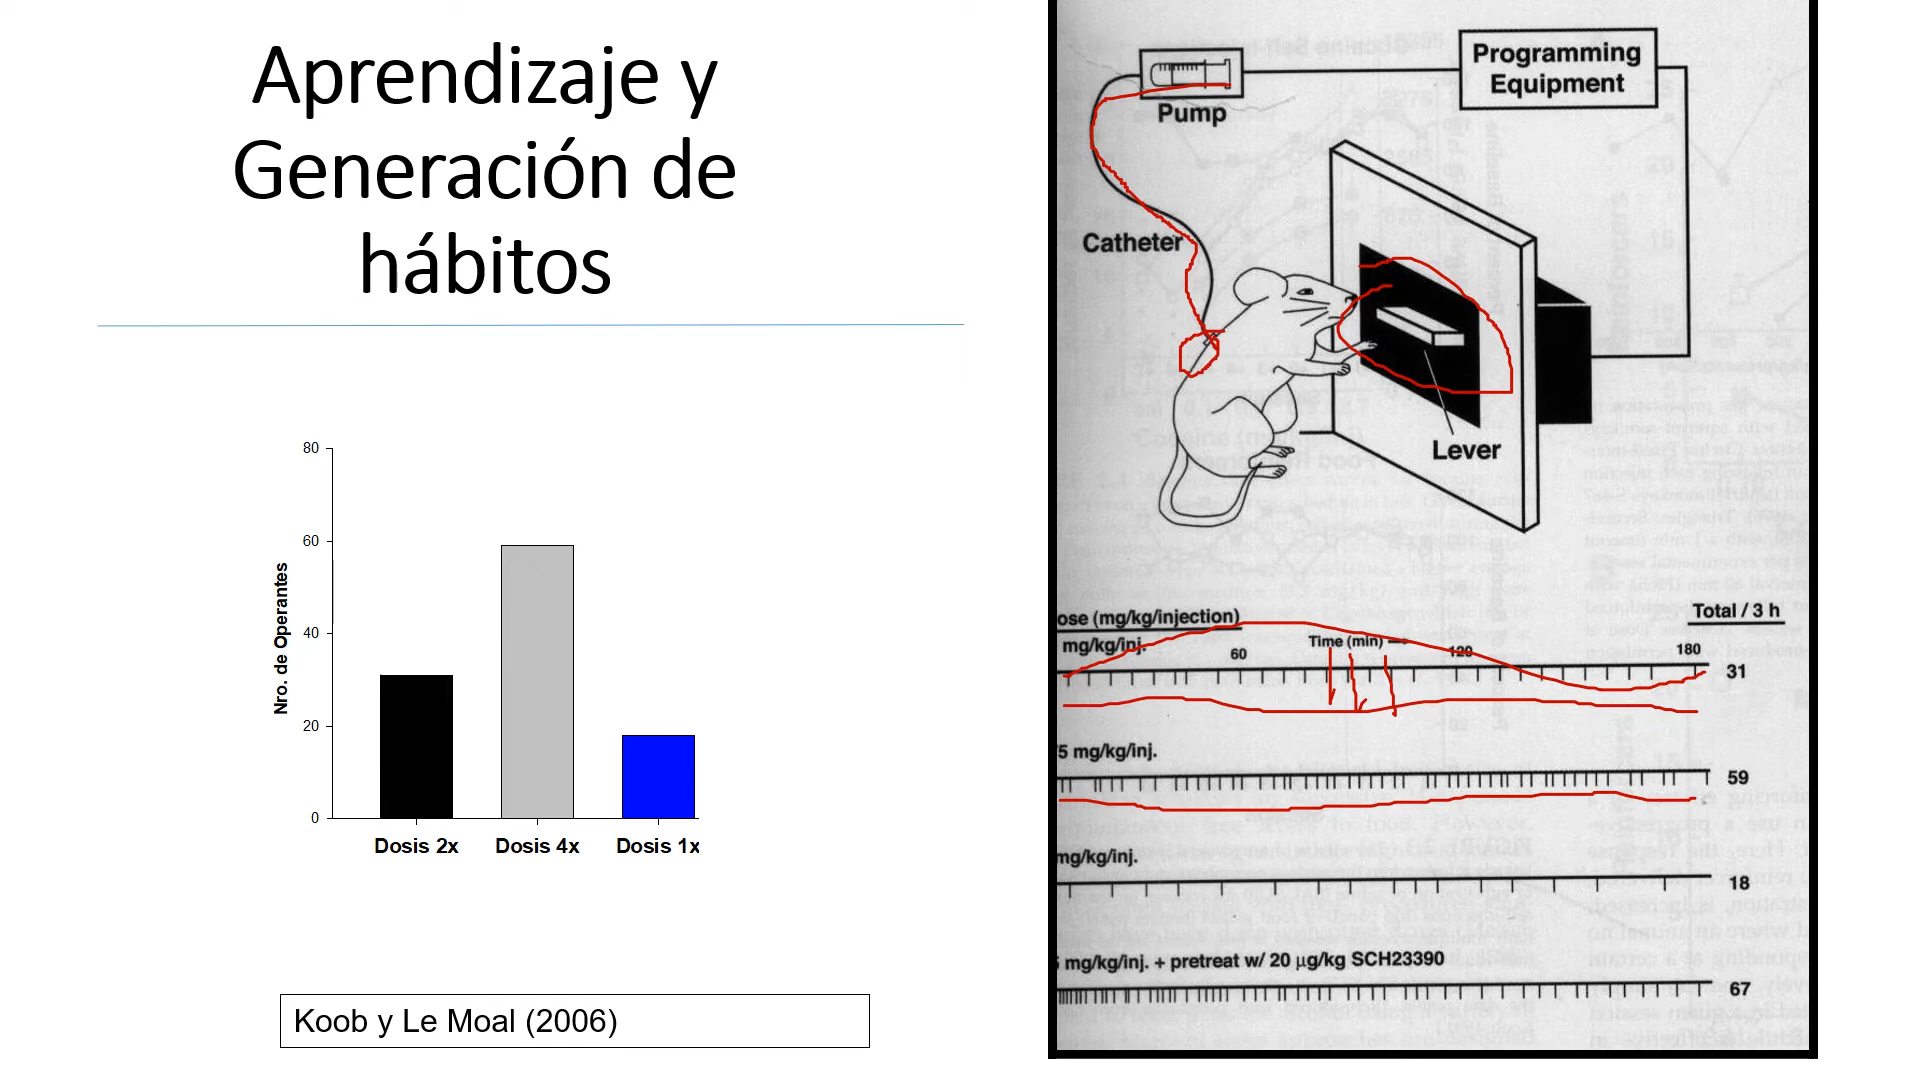 Aprendizaje y
Generación de
hábitos
80
60
40
20
0
Nro. de Operantes
Dosis 2x
Dosis 4x
Dosis 1x
Koob y Le Moal (2006)
Programming
Equipment
Pump
Catheter
Lever
ose (mg/kg/injection)
Total / 3 h
mg/kg/inj.
60
Time (min)
120
180
31
5 mg/kg/inj.
59
mg/kg/inj.
18
mg/kg/inj. + pretreat w/ 20 µg/kg SCH23390
67